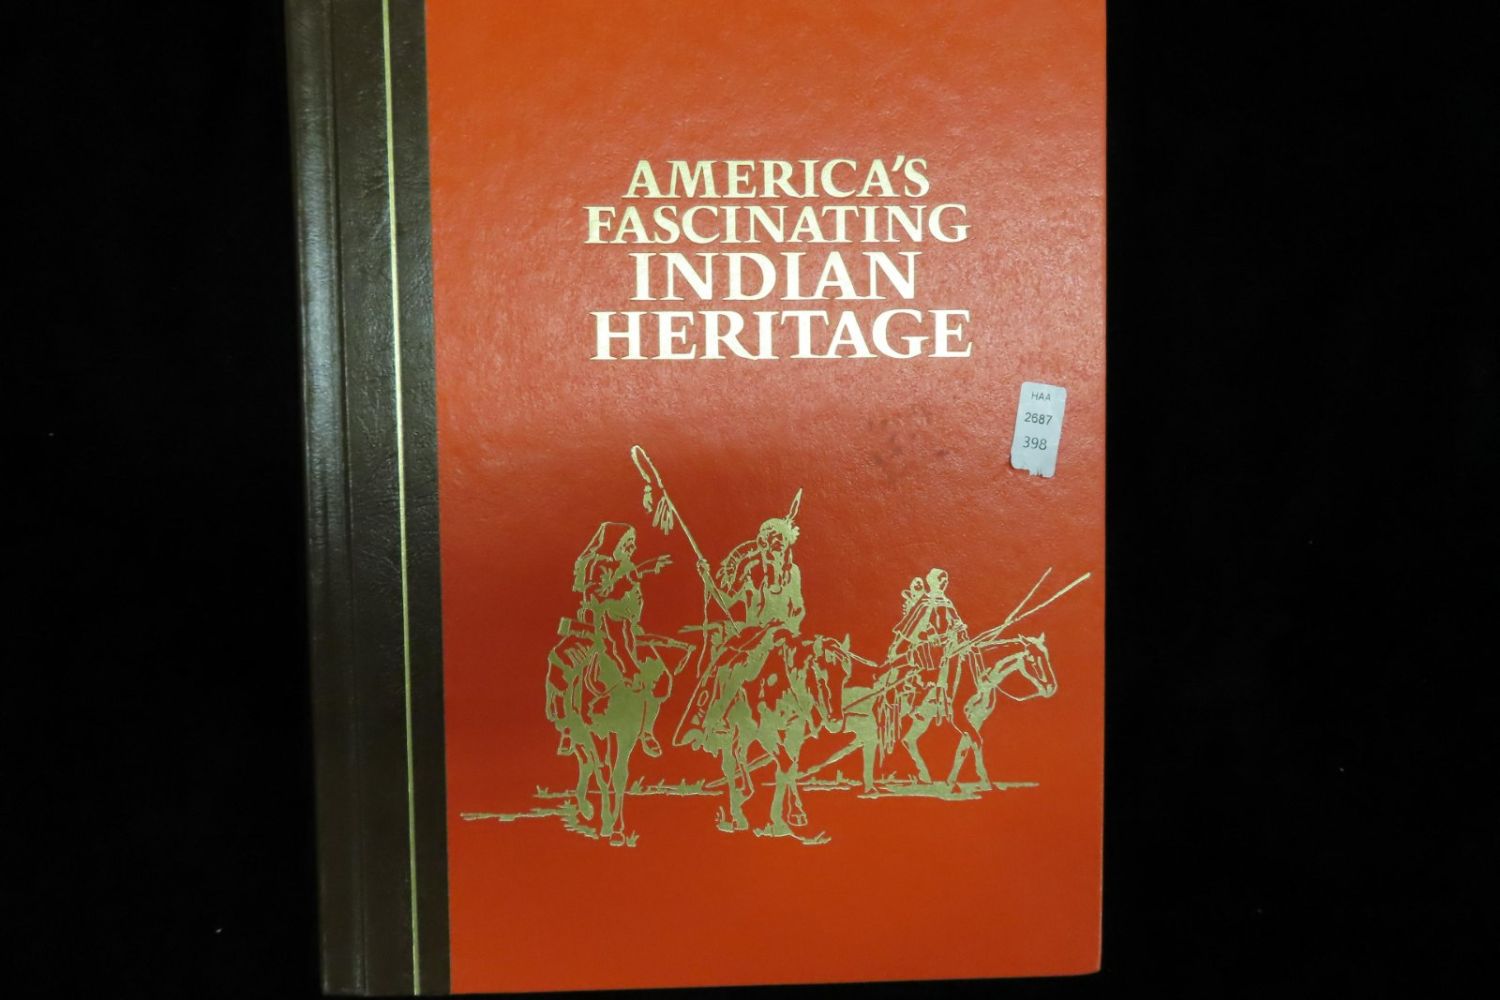 AMERICA'S
FASCINATING
INDIAN
HERITAGE
HAA
2687
398